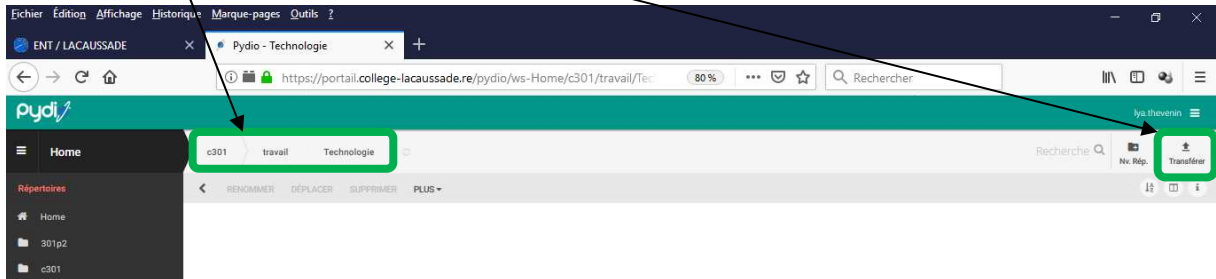 Fichier Édition Affichage Historique Marque-pages Outils ?
ENT / LACAUSSADE Pydio - Technologie
https://portail.college-lacaussade.re/pydio/ws-Home/c301/travail/Tec 80 % Rechercher
Pydi
lya.thevenin
Home c301 travail Technologie Recherche Nv. Rép. Transférer
Répertoires RENOMMER DÉPLACER SUPPRIMER PLUS
Home
301p2
c301